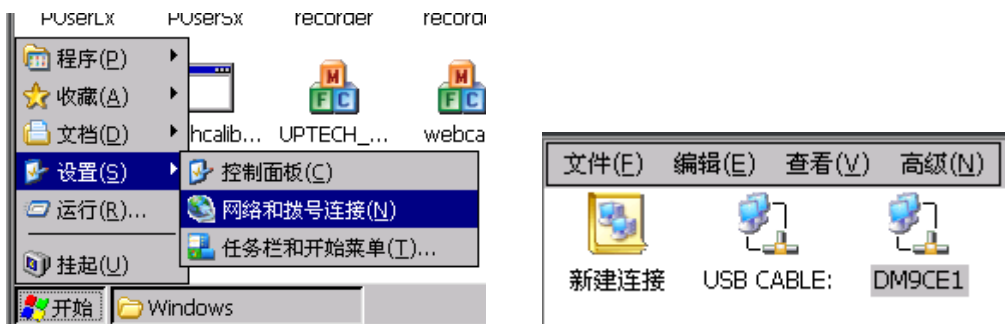 PUserLx PUserSx recorder
程序(P)
收藏(A)
文档(D) hcalib... UPTECH_... webca
设置(S) 控制面板(C)
运行(R)... 网络和拨号连接(N)
任务栏和开始菜单(T)...
挂起(U)
开始 Windows
文件(F) 编辑(E) 查看(V) 高级(N)
新建连接 USB CABLE: DM9CE1